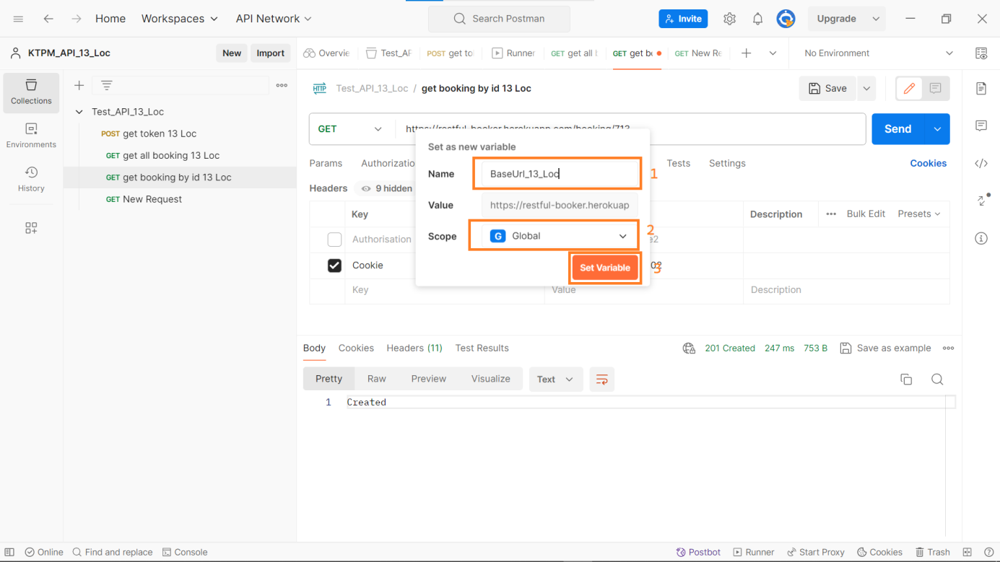 Home Workspaces API Network Search Postman Invite Upgrade
KTPM_API_13_Loc New Import Overvie Test_AF POST get to Runner GET get all b GET get bo GET New Re No Environment
Collections
Test_API_13_Loc / get booking by id 13 Loc Save
Test_API_13_Loc
GET https://restful-booker.herokuapp.com/booking/713 Send
POST get token 13 Loc
Environments
GET get all booking 13 Loc
Set as new variable
Params Authorizatio Tests Settings Cookies
Name BaseUrl_13_Loc 1
GET get booking by id 13 Loc
History
Headers 9 hidden
GET New Request
Value https://restful-booker.herokuap
Key Description Bulk Edit Presets
Scope G Global 2
Authorisation e2
Cookie Set Variable 3 02
Key Value Description
Body Cookies Headers (11) Test Results 201 Created 247 ms 753 B Save as example
Pretty Raw Preview Visualize Text
1 Created
Online Find and replace Console Postbot Runner Start Proxy Cookies Trash